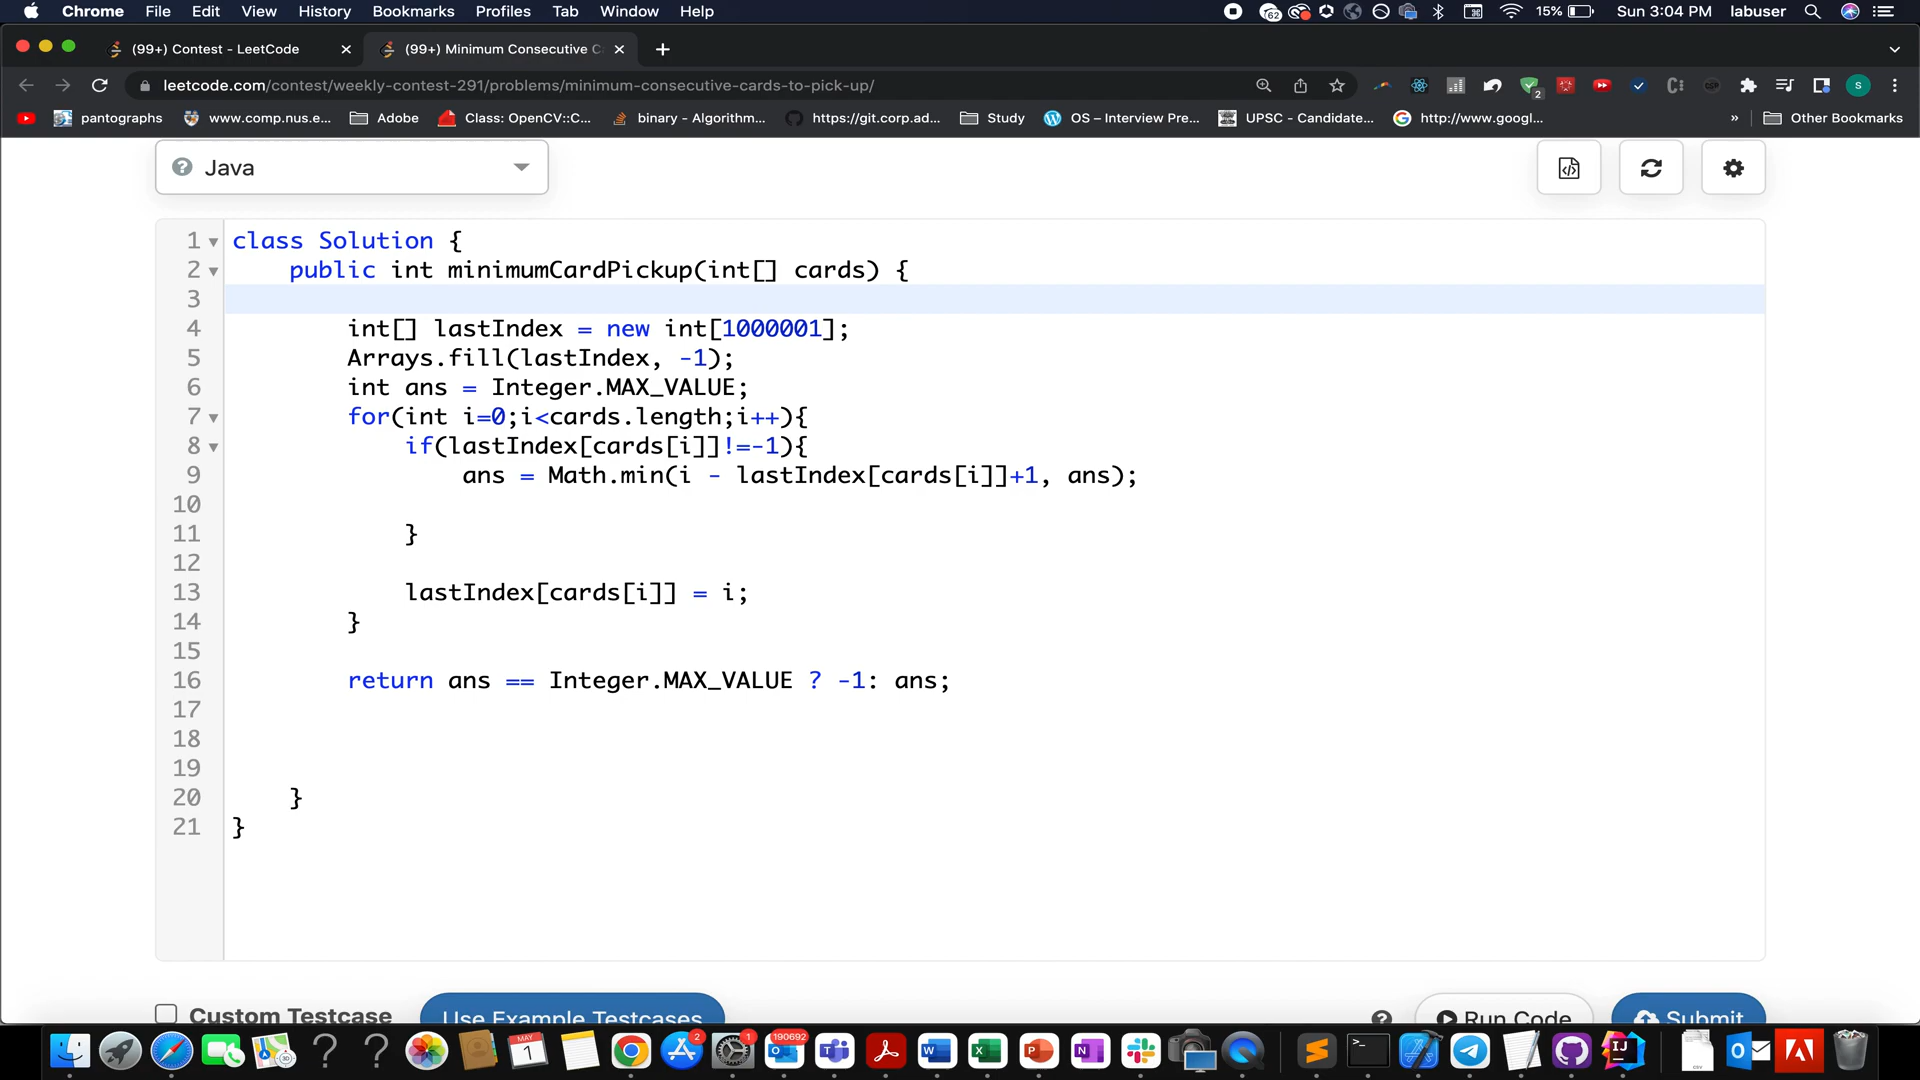 Chrome File Edit View History Bookmarks Profiles Tab Window Help 62 15% Sun 3:04 PM labuser
(99+) Contest - LeetCode (99+) Minimum Consecutive C
leetcode.com/contest/weekly-contest-291/problems/minimum-consecutive-cards-to-pick-up/ 2 S
pantographs www.comp.nus.e... Adobe Class: OpenCV::C... binary - Algorithm... https://git.corp.ad... Study OS – Interview Pre... UPSC - Candidate... http://www.googl... » Other Bookmarks
Java
1 class Solution {
2 public int minimumCardPickup(int[] cards) {
3
4 int[] lastIndex = new int[1000001];
5 Arrays.fill(lastIndex, -1);
6 int ans = Integer.MAX_VALUE;
7 for(int i=0;i<cards.length;i++){
8 if(lastIndex[cards[i]]!=-1){
9 ans = Math.min(i - lastIndex[cards[i]]+1, ans);
10
11 }
12
13 lastIndex[cards[i]] = i;
14 }
15
16 return ans == Integer.MAX_VALUE ? -1: ans;
17
18
19
20 }
21 }
Custom Testcase Use Example Testcases Run Code Submit
MAY 1 2 1 190692